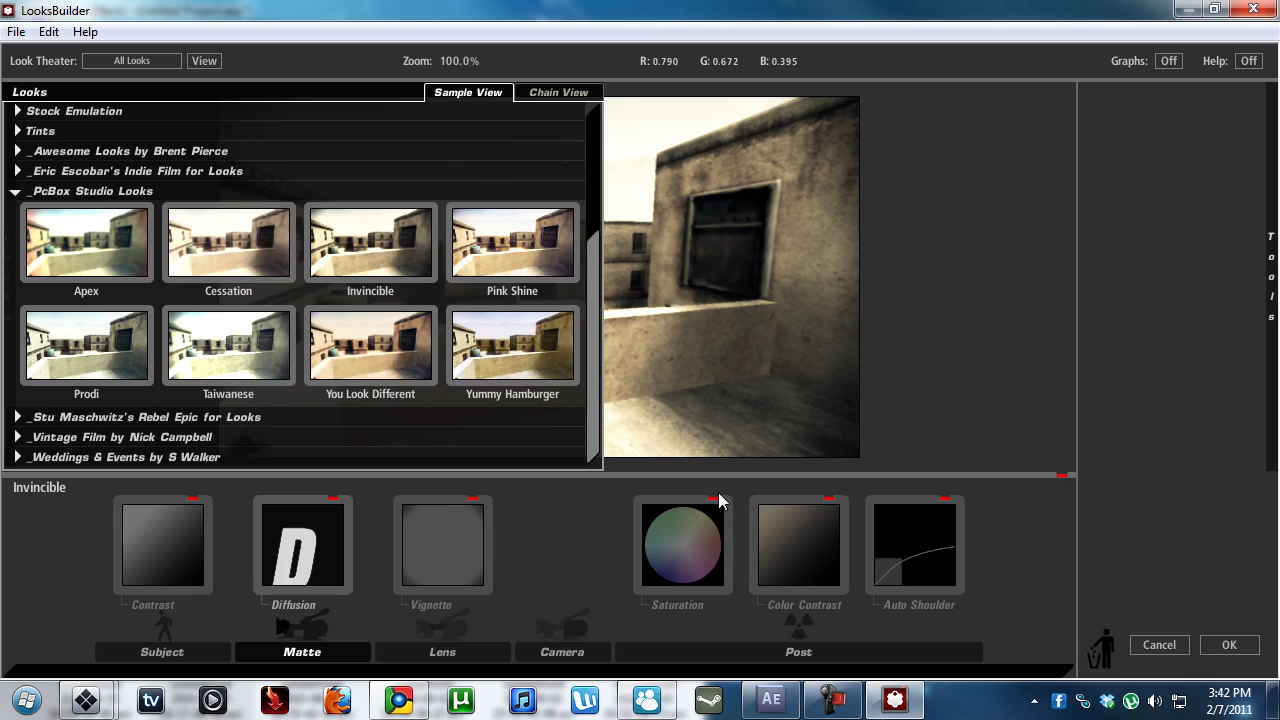 LooksBuilder
File Edit Help
Look Theater: All Looks View Zoom: 100.0% R: 0.790 G: 0.672 B: 0.395 Graphs: Off Help: Off
Looks Sample View Chain View
Stock Emulation
Tints
_Awesome Looks by Brent Pierce
_Eric Escobar's Indie Film for Looks
_PcBox Studio Looks
Apex Cessation Invincible Pink Shine
Prodi Taiwanese You Look Different Yummy Hamburger
_Stu Maschwitz's Rebel Epic for Looks
_Vintage Film by Nick Campbell
_Weddings & Events by S Walker
Tools
Invincible
D
Contrast Diffusion Vignette Saturation Color Contrast Auto Shoulder
Subject Matte Lens Camera Post
Cancel OK
tv AE 3:42 PM
2/7/2011